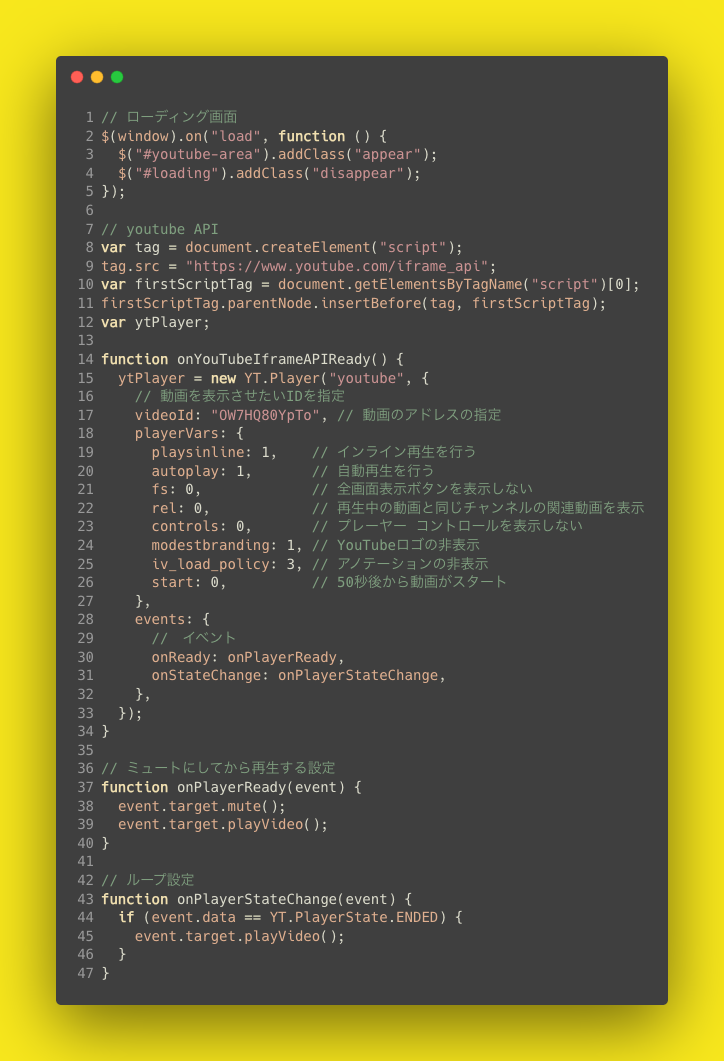 1 // ローディング画面
2 $(window).on("load", function () {
3   $("#youtube-area").addClass("appear");
4   $("#loading").addClass("disappear");
5 });
6
7 // youtube API
8 var tag = document.createElement("script");
9 tag.src = "https://www.youtube.com/iframe_api";
10 var firstScriptTag = document.getElementsByTagName("script")[0];
11 firstScriptTag.parentNode.insertBefore(tag, firstScriptTag);
12 var ytPlayer;
13
14 function onYouTubeIframeAPIReady() {
15   ytPlayer = new YT.Player("youtube", {
16     // 動画を表示させたいIDを指定
17     videoId: "OW7HQ80YpTo", // 動画のアドレスの指定
18     playerVars: {
19       playsinline: 1,    // インライン再生を行う
20       autoplay: 1,       // 自動再生を行う
21       fs: 0,             // 全画面表示ボタンを表示しない
22       rel: 0,            // 再生中の動画と同じチャンネルの関連動画を表示
23       controls: 0,       // プレーヤー コントロールを表示しない
24       modestbranding: 1, // YouTubeロゴの非表示
25       iv_load_policy: 3, // アノテーションの非表示
26       start: 0,          // 50秒後から動画がスタート
27     },
28     events: {
29       //　イベント
30       onReady: onPlayerReady,
31       onStateChange: onPlayerStateChange,
32     },
33   });
34 }
35
36 // ミュートにしてから再生する設定
37 function onPlayerReady(event) {
38   event.target.mute();
39   event.target.playVideo();
40 }
41
42 // ループ設定
43 function onPlayerStateChange(event) {
44   if (event.data == YT.PlayerState.ENDED) {
45     event.target.playVideo();
46   }
47 }